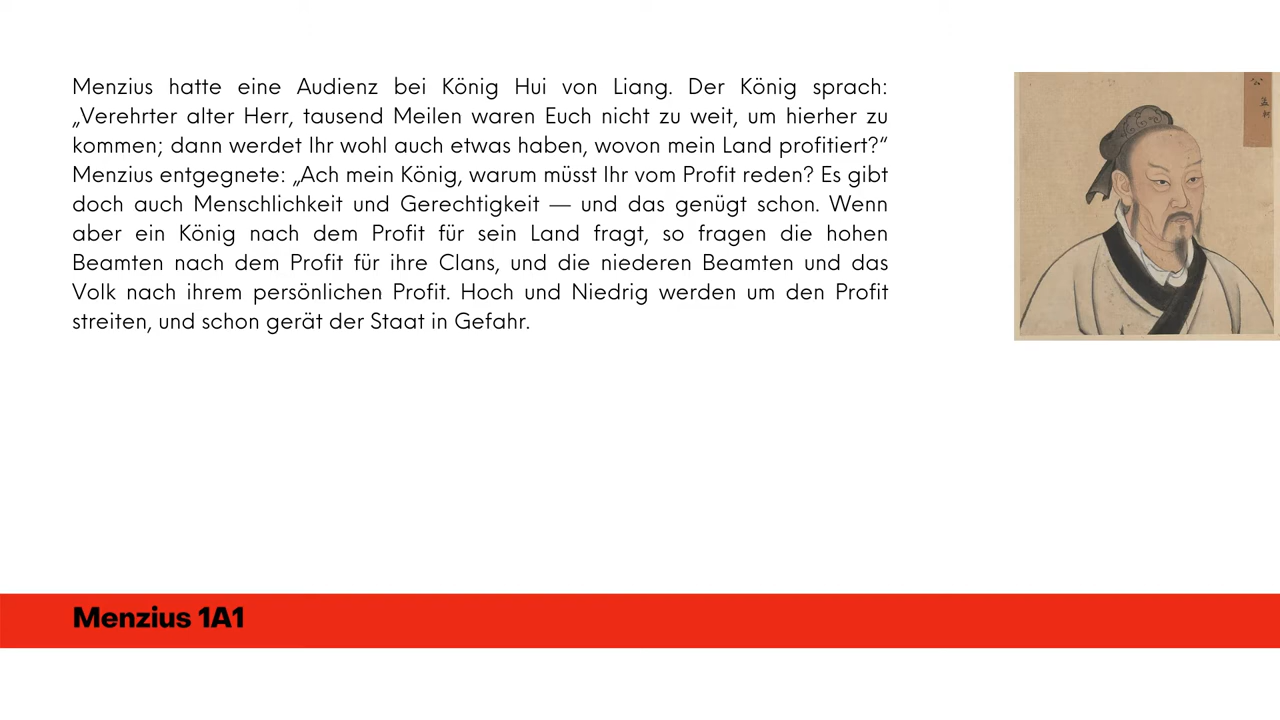 Menzius hatte eine Audienz bei König Hui von Liang. Der König sprach:
„Verehrter alter Herr, tausend Meilen waren Euch nicht zu weit, um hierher zu
kommen; dann werdet Ihr wohl auch etwas haben, wovon mein Land profitiert?“
Menzius entgegnete: „Ach mein König, warum müsst Ihr vom Profit reden? Es gibt
doch auch Menschlichkeit und Gerechtigkeit — und das genügt schon. Wenn
aber ein König nach dem Profit für sein Land fragt, so fragen die hohen
Beamten nach dem Profit für ihre Clans, und die niederen Beamten und das
Volk nach ihrem persönlichen Profit. Hoch und Niedrig werden um den Profit
streiten, und schon gerät der Staat in Gefahr.
Menzius 1A1